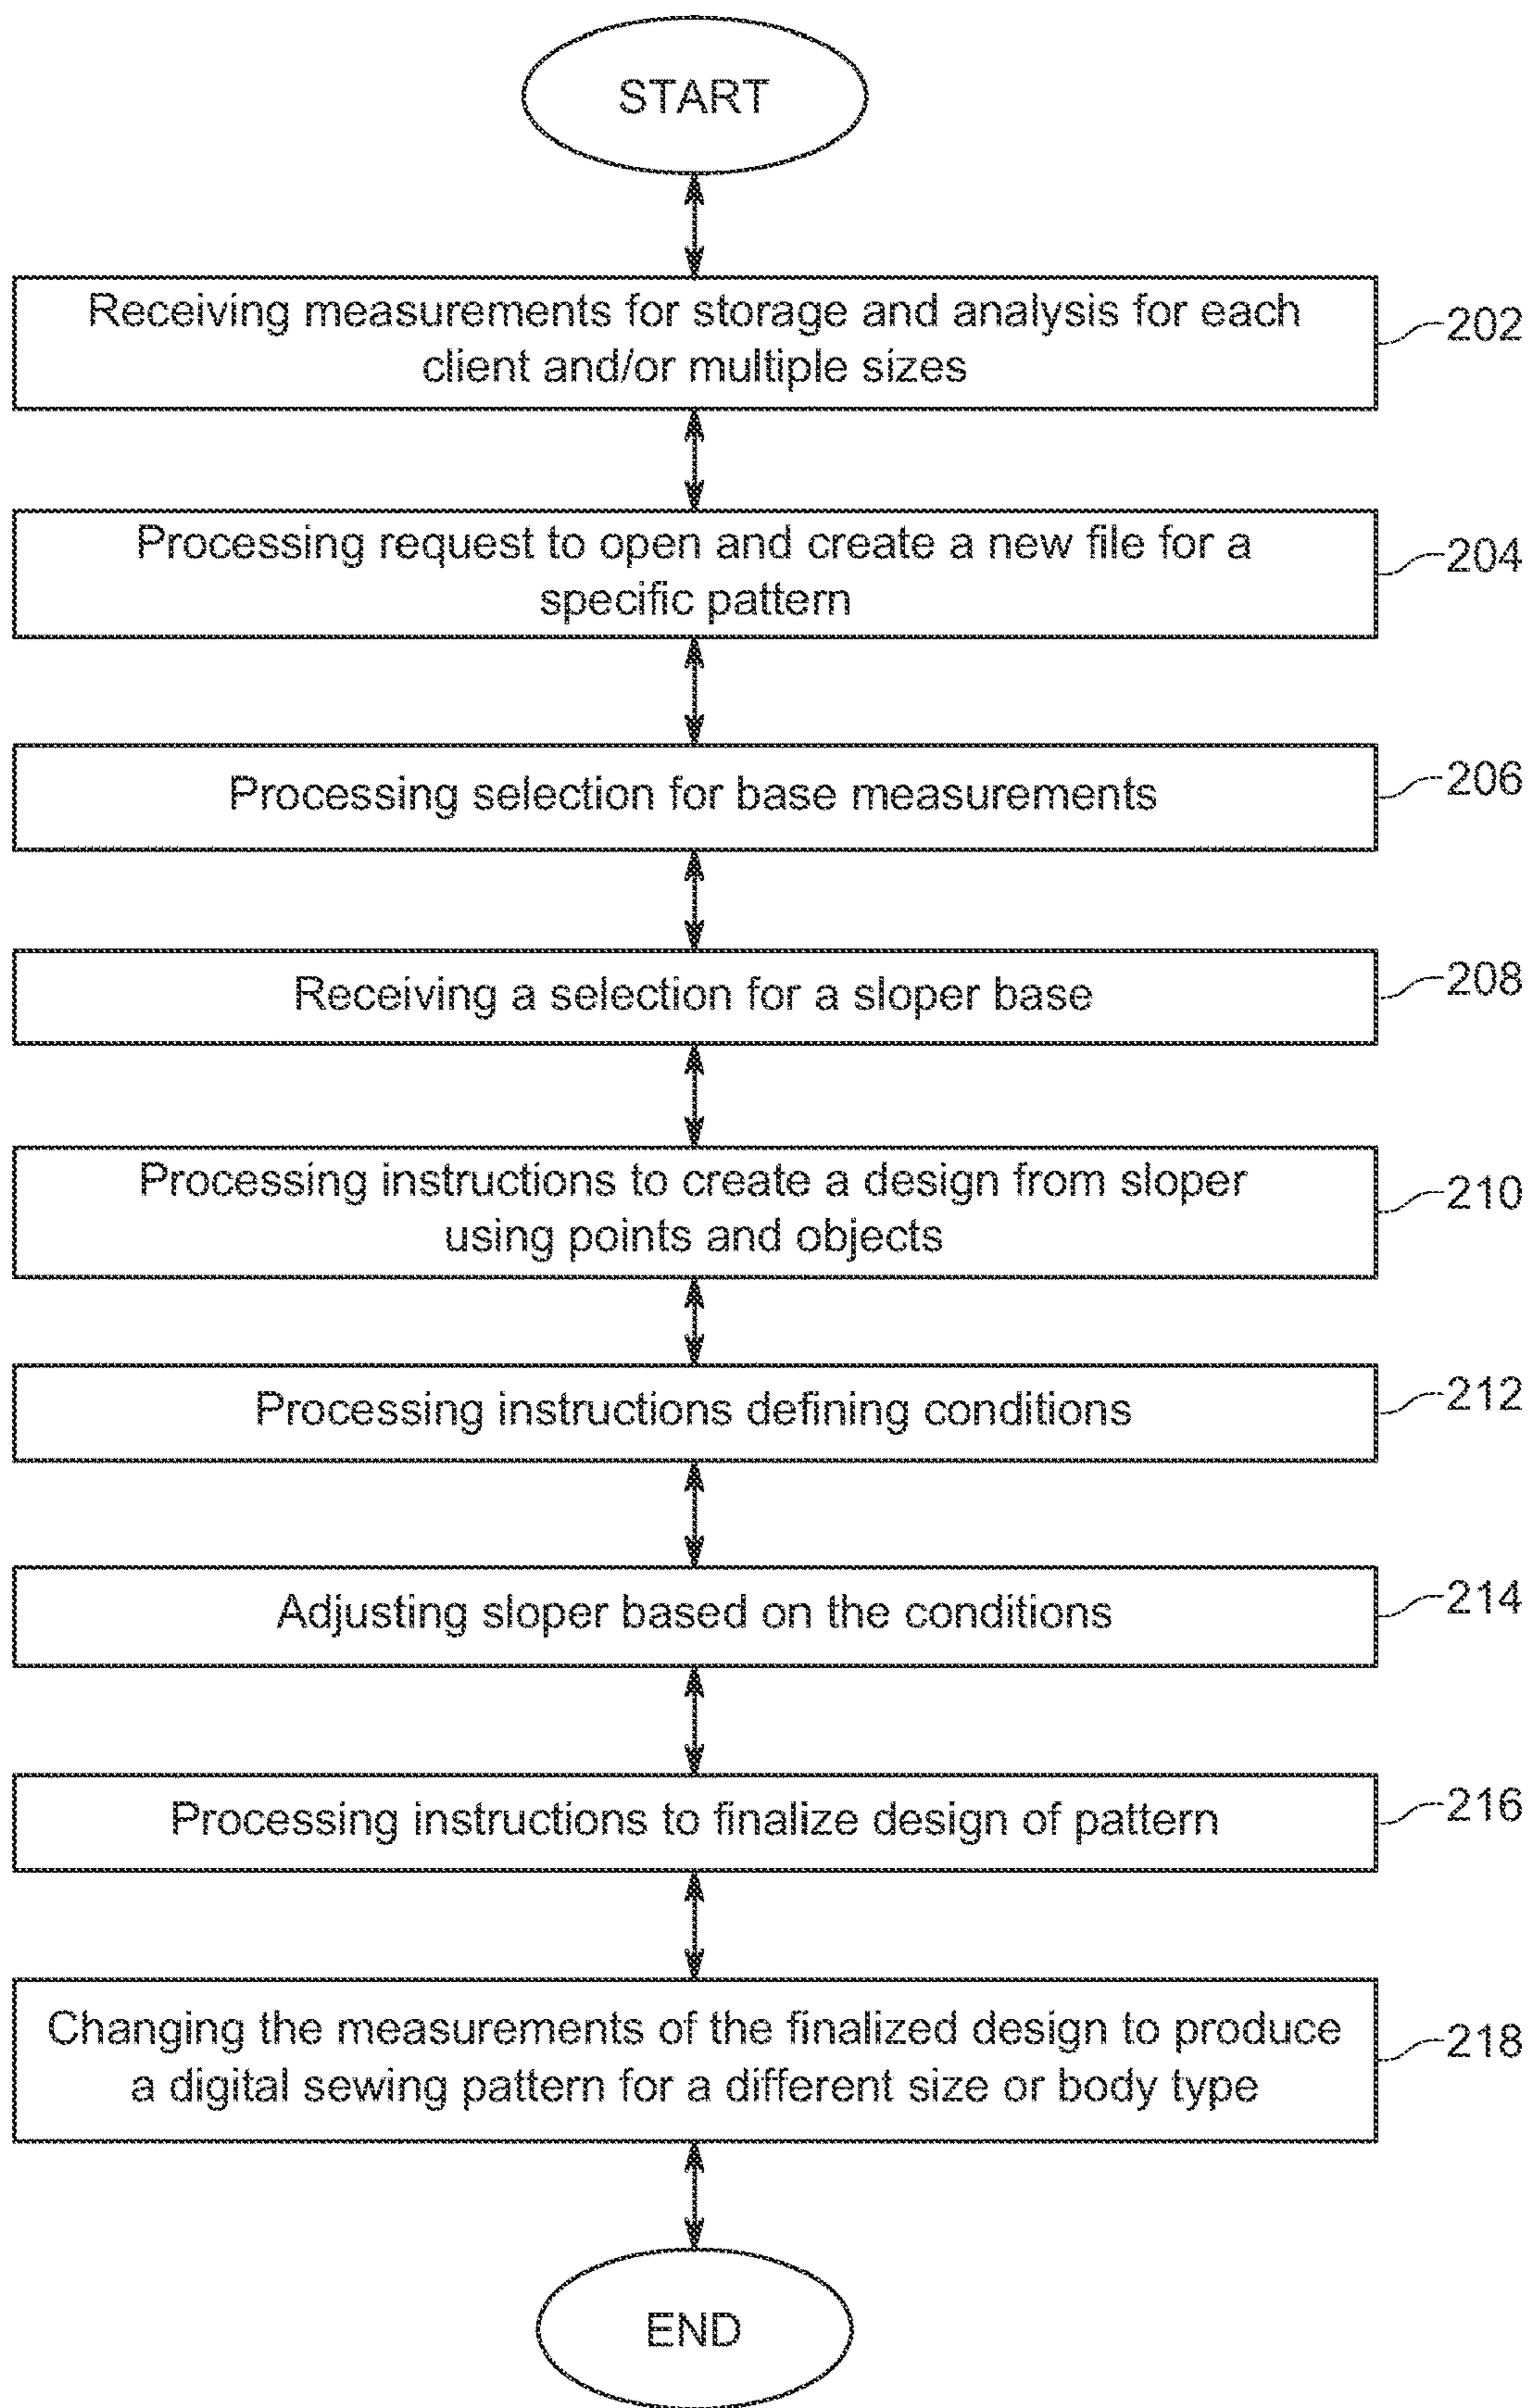 START
Receiving measurements for storage and analysis for each
client and/or multiple sizes
202
Processing request to open and create a new file for a
specific pattern
204
Processing selection for base measurements
206
Receiving a selection for a sloper base
208
Processing instructions to create a design from sloper
using points and objects
210
Processing instructions defining conditions
212
Adjusting sloper based on the conditions
214
Processing instructions to finalize design of pattern
216
Changing the measurements of the finalized design to produce
a digital sewing pattern for a different size or body type
218
END